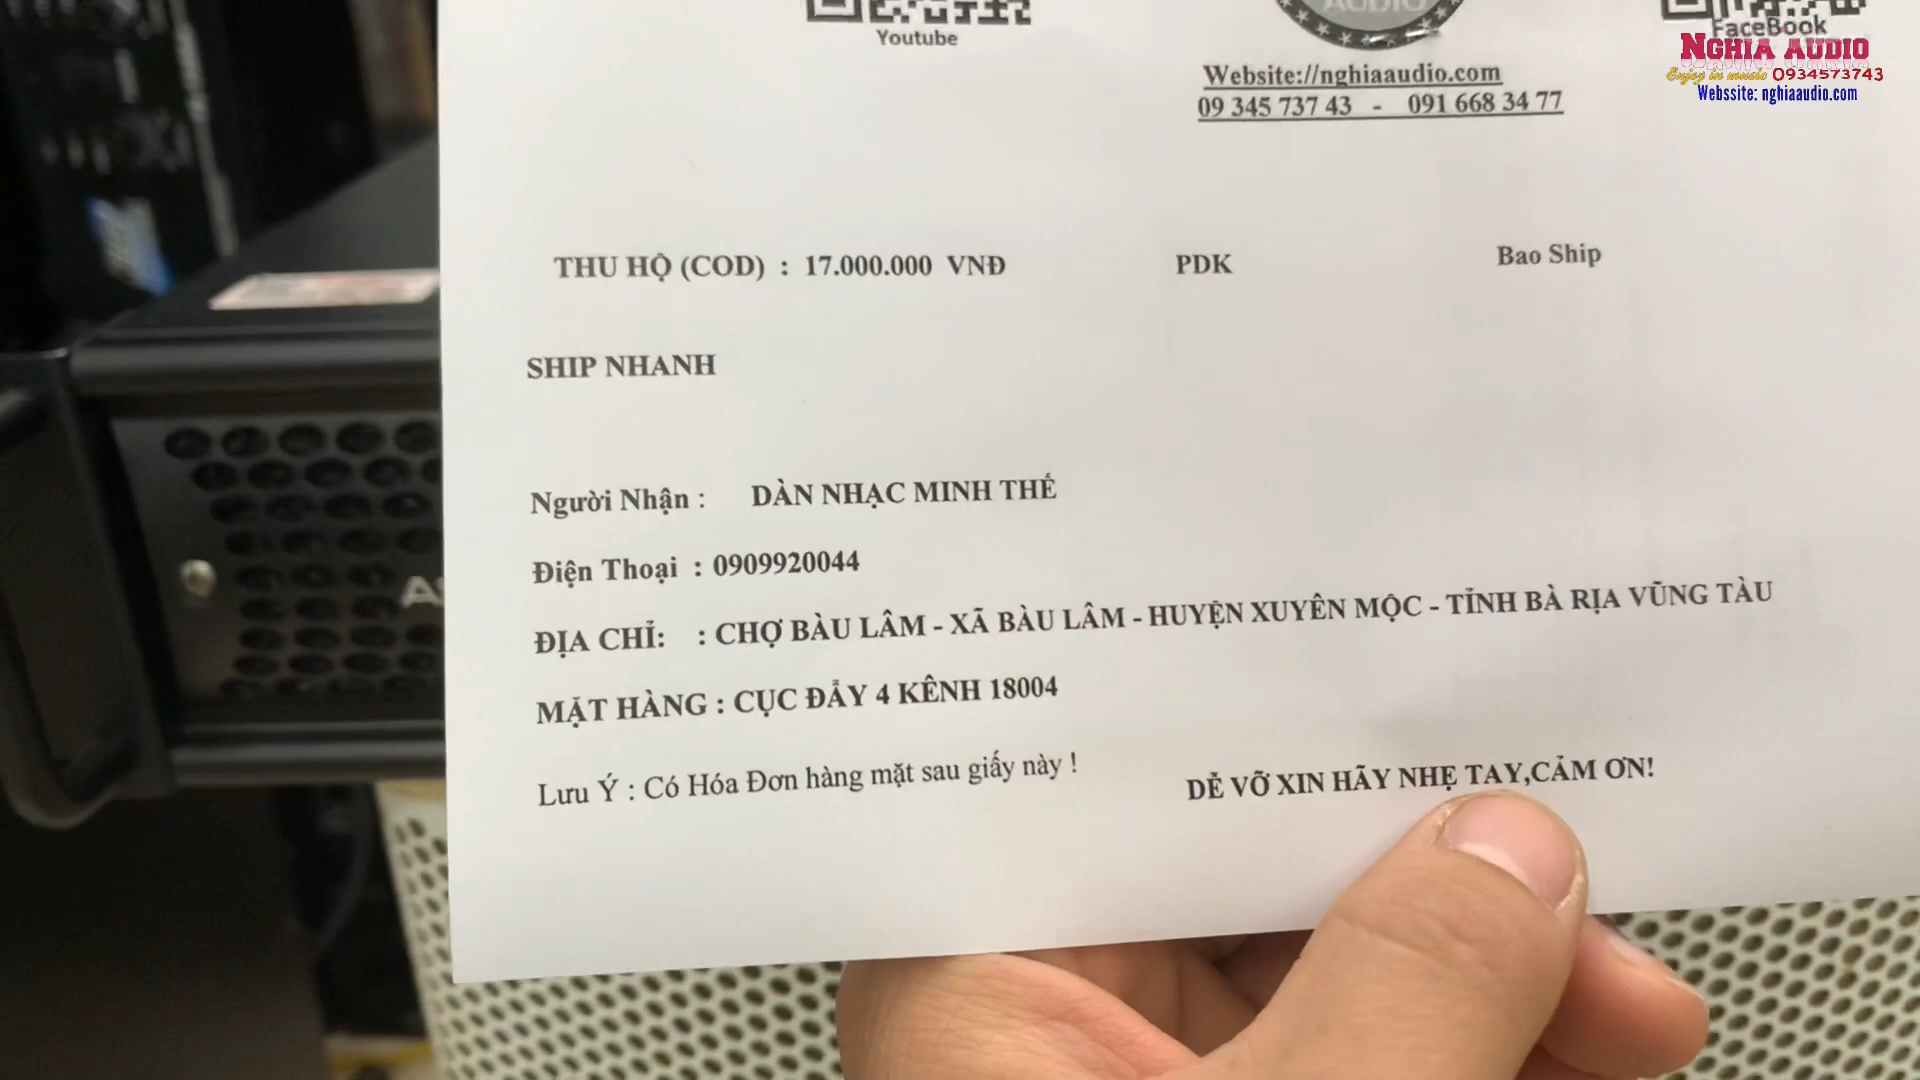 Youtube
AUDIO
FaceBook
NGHIA AUDIO
Enjoy in music 0934573743
Webssite: nghiaaudio.com
Website://nghiaaudio.com
09 345 737 43 - 091 668 34 77
THU HỘ (COD) : 17.000.000 VNĐ PDK Bao Ship
SHIP NHANH
Người Nhận : DÀN NHẠC MINH THẾ
Điện Thoại : 0909920044
ĐỊA CHỈ: : CHỢ BÀU LÂM - XÃ BÀU LÂM - HUYỆN XUYÊN MỘC - TỈNH BÀ RỊA VŨNG TÀU
MẶT HÀNG : CỤC ĐẨY 4 KÊNH 18004
Lưu Ý : Có Hóa Đơn hàng mặt sau giấy này !
DỄ VỠ XIN HÃY NHẸ TAY,CẢM ƠN!